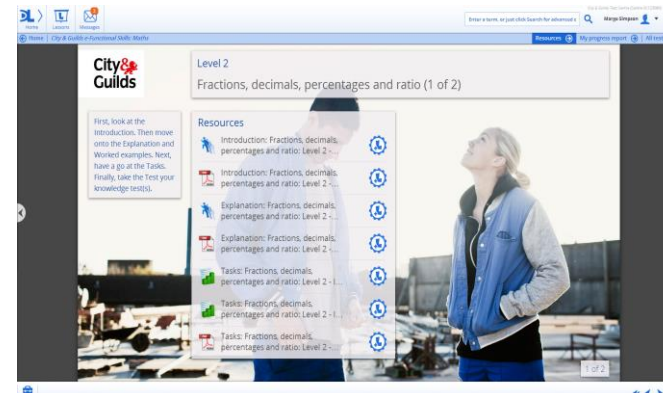 DL
Home
Lessons
Messages
Enter a term, or just click Search for advanced s
Marge Simpson
Home | City & Guilds e-Functional Skills: Maths
Resources
My progress report
All test
City&
Guilds
Level 2
Fractions, decimals, percentages and ratio (1 of 2)
First, look at the
Introduction. Then move
onto the Explanation and
Worked examples. Next,
have a go at the Tasks.
Finally, take the Test your
knowledge test(s).
Resources
Introduction: Fractions, decimals,
percentages and ratio: Level 2 -...
Introduction: Fractions, decimals,
percentages and ratio: Level 2 -...
Explanation: Fractions, decimals,
percentages and ratio: Level 2 -...
Explanation: Fractions, decimals,
percentages and ratio: Level 2 -...
Tasks: Fractions, decimals,
percentages and ratio: Level 2 - I...
Tasks: Fractions, decimals,
percentages and ratio: Level 2 - I...
Tasks: Fractions, decimals,
percentages and ratio: Level 2 -...
1 of 2